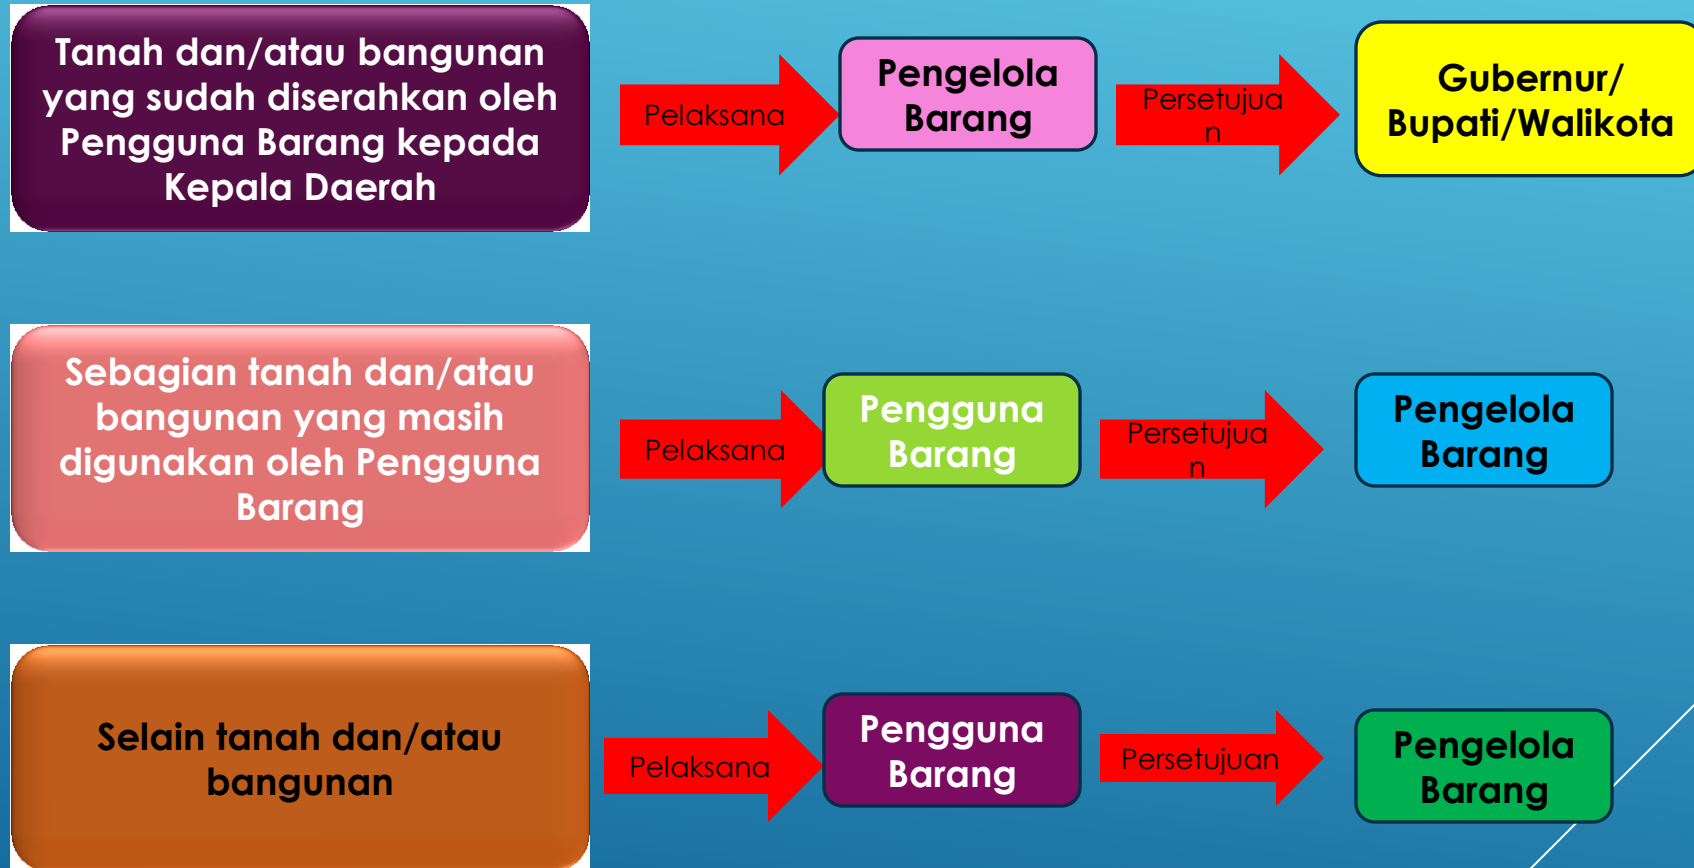 Tanah dan/atau bangunan
yang sudah diserahkan oleh
Pengguna Barang kepada
Kepala Daerah
Pelaksana
Pengelola
Barang
Persetujua
n
Gubernur/
Bupati/Walikota
Sebagian tanah dan/atau
bangunan yang masih
digunakan oleh Pengguna
Barang
Pelaksana
Pengguna
Barang
Persetujua
n
Pengelola
Barang
Selain tanah dan/atau
bangunan
Pelaksana
Pengguna
Barang
Persetujuan
Pengelola
Barang